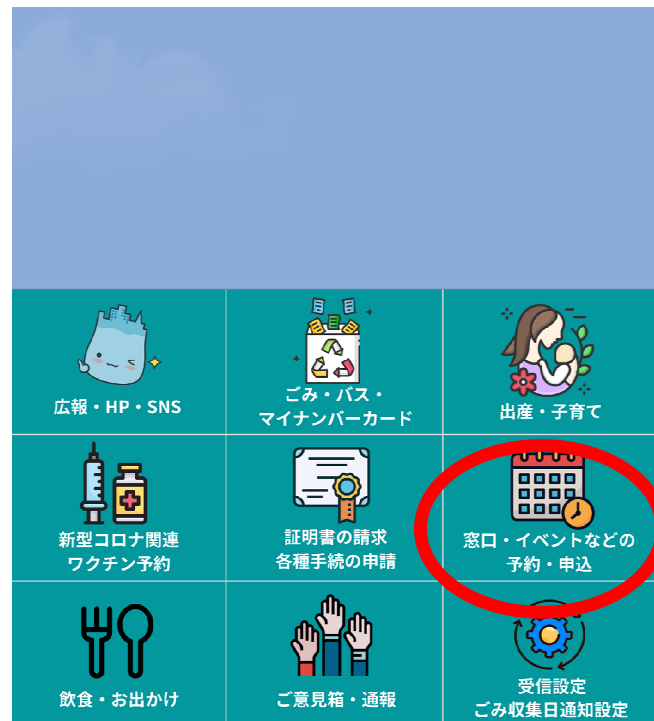 広報・HP・SNS
ごみ・バス・
マイナンバーカード
出産・子育て
新型コロナ関連
ワクチン予約
証明書の請求
各種手続の申請
窓口・イベントなどの
予約・申込
飲食・お出かけ
ご意見箱・通報
受信設定
ごみ収集日通知設定